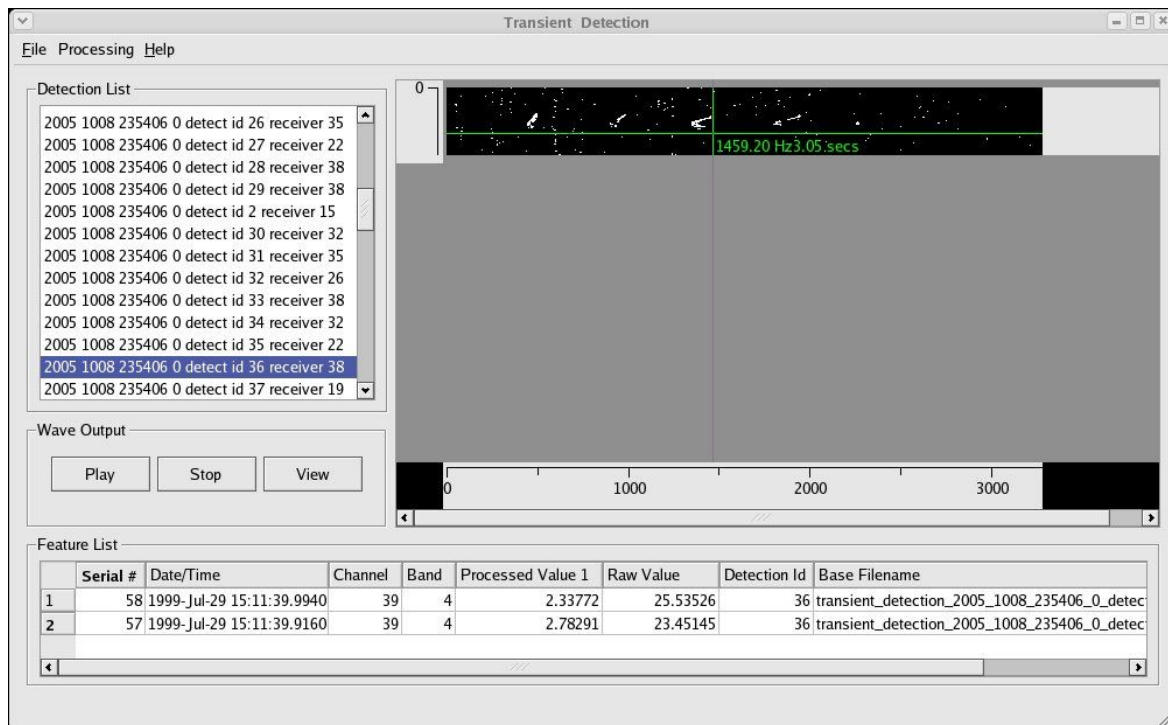 Transient Detection
File Processing Help
Detection List
2005 1008 235406 0 detect id 26 receiver 35
2005 1008 235406 0 detect id 27 receiver 22
2005 1008 235406 0 detect id 28 receiver 38
2005 1008 235406 0 detect id 29 receiver 38
2005 1008 235406 0 detect id 2 receiver 15
2005 1008 235406 0 detect id 30 receiver 32
2005 1008 235406 0 detect id 31 receiver 35
2005 1008 235406 0 detect id 32 receiver 26
2005 1008 235406 0 detect id 33 receiver 38
2005 1008 235406 0 detect id 34 receiver 32
2005 1008 235406 0 detect id 35 receiver 22
2005 1008 235406 0 detect id 36 receiver 38
2005 1008 235406 0 detect id 37 receiver 19
0
1459.20 Hz3.05 secs
Wave Output
Play Stop View
0 1000 2000 3000
Feature List
Serial # Date/Time Channel Band Processed Value 1 Raw Value Detection Id Base Filename
1 58 1999-Jul-29 15:11:39.9940 39 4 2.33772 25.53526 36 transient_detection_2005_1008_235406_0_detec
2 57 1999-Jul-29 15:11:39.9160 39 4 2.78291 23.45145 36 transient_detection_2005_1008_235406_0_detec